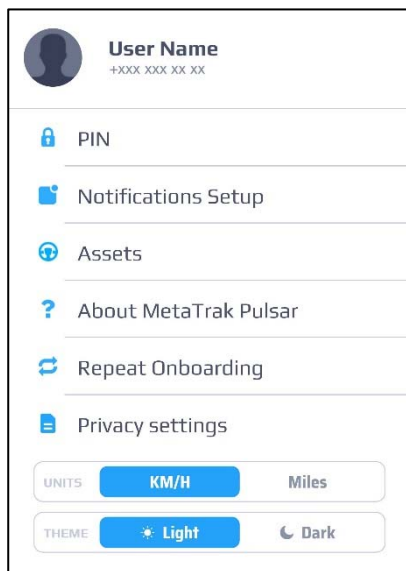 User Name
+xxx xxx xx xx
PIN
Notifications Setup
Assets
? About MetaTrak Pulsar
Repeat Onboarding
Privacy settings
UNITS KM/H Miles
THEME Light Dark